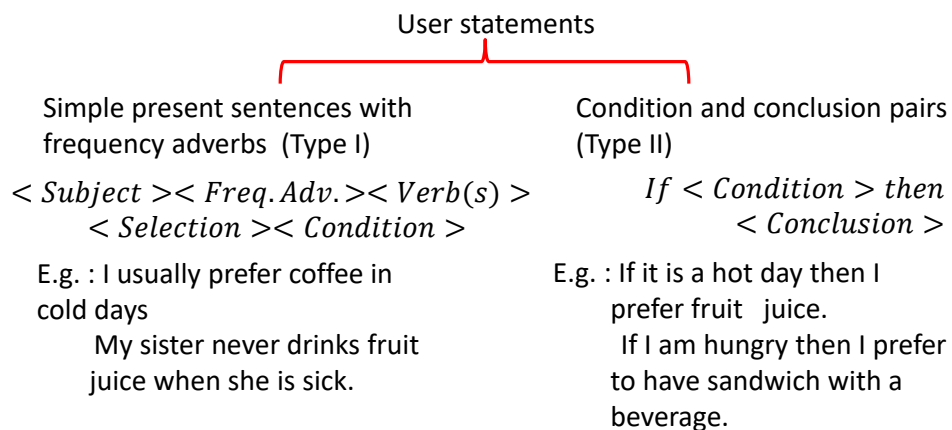 User statements
Simple present sentences with
frequency adverbs (Type I)
< Subject >< Freq. Adv. >< Verb(s) >
< Selection >< Condition >
E.g. : I usually prefer coffee in
cold days
My sister never drinks fruit
juice when she is sick.
Condition and conclusion pairs
(Type II)
If < Condition > then
< Conclusion >
E.g. : If it is a hot day then I
prefer fruit juice.
If I am hungry then I prefer
to have sandwich with a
beverage.